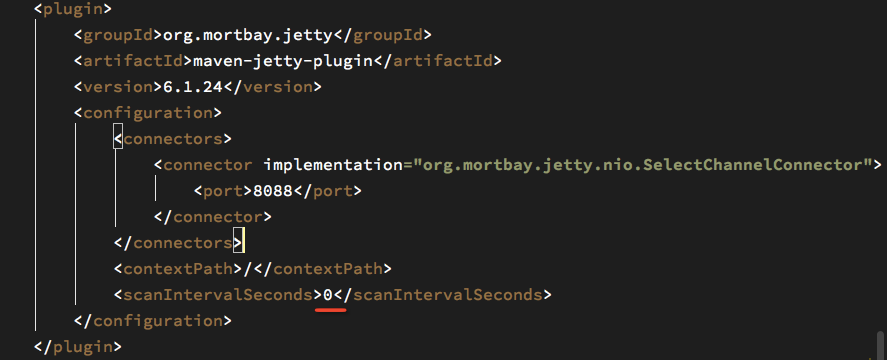 <plugin>
<groupId>org.mortbay.jetty</groupId>
<artifactId>maven-jetty-plugin</artifactId>
<version>6.1.24</version>
<configuration>
<connectors>
<connector implementation="org.mortbay.jetty.nio.SelectChannelConnector">
<port>8088</port>
</connector>
</connectors>
<contextPath>/</contextPath>
<scanIntervalSeconds>0</scanIntervalSeconds>
</configuration>
</plugin>